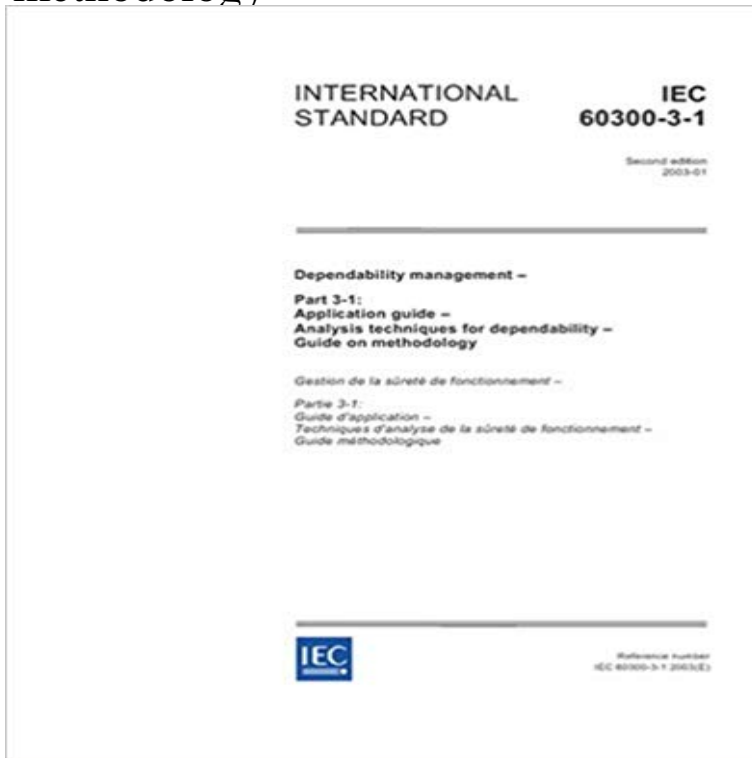 INTERNATIONAL
STANDARD
IEC
60300-3-1
Second edition
2003-01
Dependability management –
Part 3-1:
Application guide –
Analysis techniques for dependability –
Guide on methodology
Gestion de la sûreté de fonctionnement –
Partie 3-1:
Guide d'application –
Techniques d'analyse de la sûreté de fonctionnement –
Guide méthodologique
IEC
Reference number
IEC 60300-3-1:2003(E)